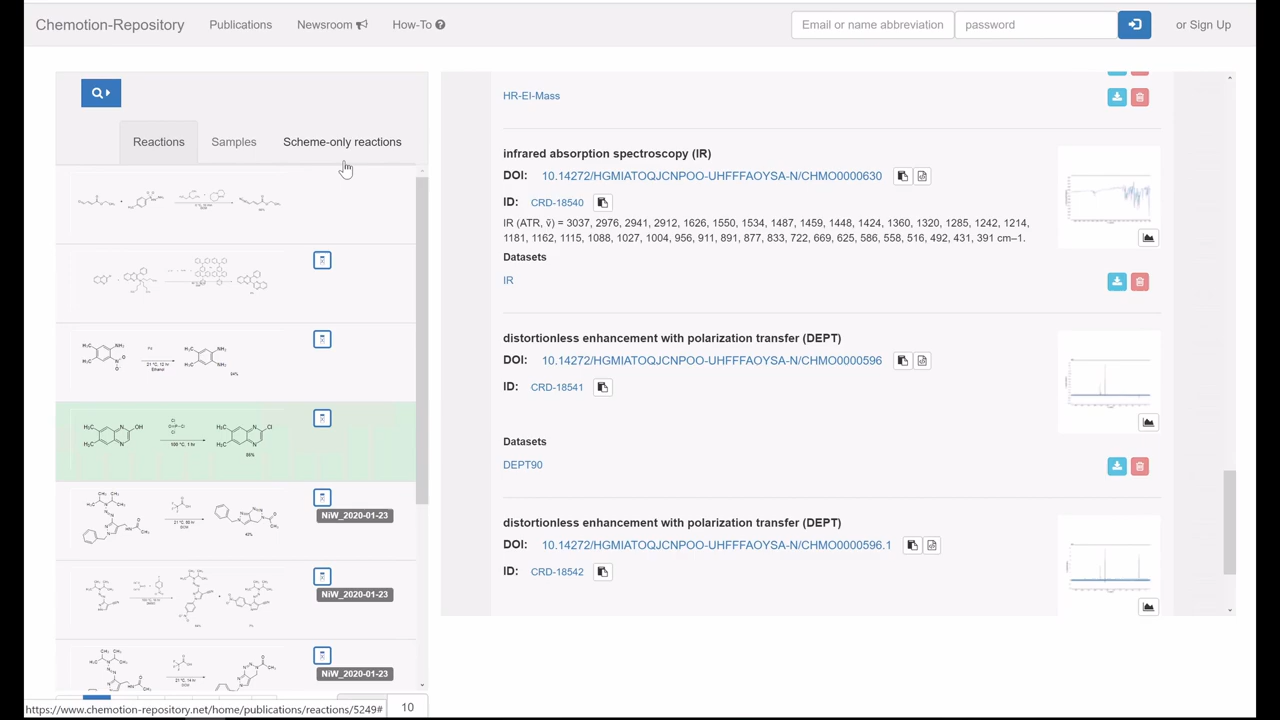 Chemotion-Repository Publications Newsroom How-To Email or name abbreviation password or Sign Up
Reactions Samples Scheme-only reactions
NiW_2020-01-23
NiW_2020-01-23
NiW_2020-01-23
10
https://www.chemotion-repository.net/home/publications/reactions/5249#
HR-EI-Mass
infrared absorption spectroscopy (IR)
DOI: 10.14272/HGMIATOQJCNPOO-UHFFFAOYSA-N/CHMO0000630
ID: CRD-18540
IR (ATR, ṽ) = 3037, 2976, 2941, 2912, 1626, 1550, 1534, 1487, 1459, 1448, 1424, 1360, 1320, 1285, 1242, 1214,
1181, 1162, 1115, 1088, 1027, 1004, 956, 911, 891, 877, 833, 722, 669, 625, 586, 558, 516, 492, 431, 391 cm–1.
Datasets
IR
distortionless enhancement with polarization transfer (DEPT)
DOI: 10.14272/HGMIATOQJCNPOO-UHFFFAOYSA-N/CHMO0000596
ID: CRD-18541
Datasets
DEPT90
distortionless enhancement with polarization transfer (DEPT)
DOI: 10.14272/HGMIATOQJCNPOO-UHFFFAOYSA-N/CHMO0000596.1
ID: CRD-18542